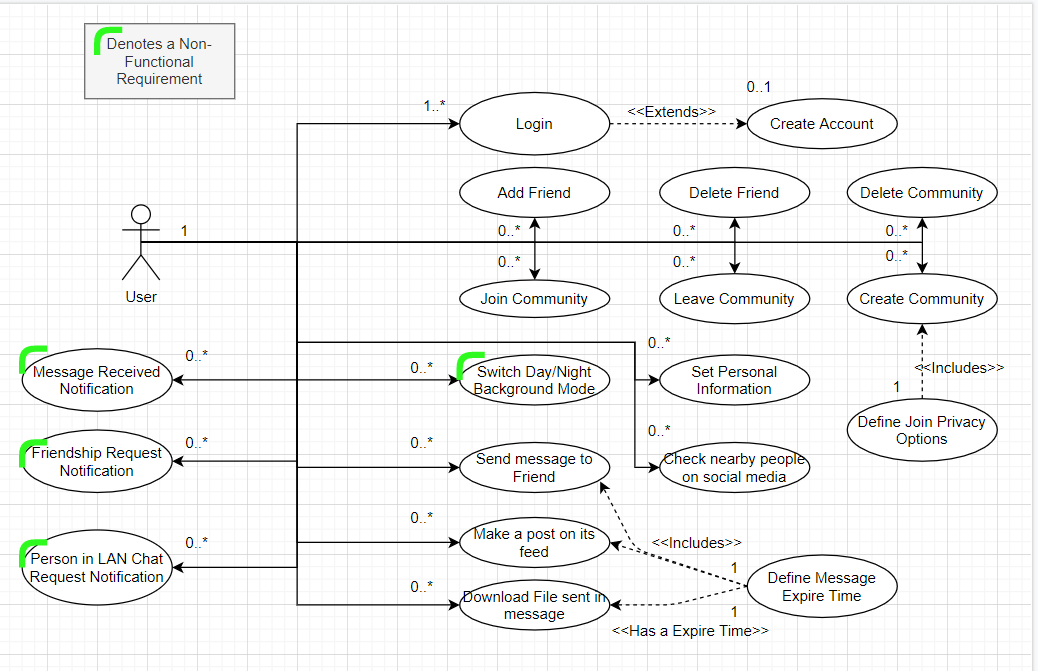 Denotes a Non-
Functional
Requirement
1..*
Login
<<Extends>>
0..1
Create Account
Add Friend
Delete Friend
Delete Community
1
0..*
0..*
0..*
0..*
0..*
0..*
User
Join Community
Leave Community
Create Community
0..*
Message Received
Notification
0..*
Switch Day/Night
Background Mode
0..*
Set Personal
Information
<<Includes>>
1
Define Join Privacy
Options
0..*
Friendship Request
Notification
0..*
Send message to
Friend
0..*
Check nearby people
on social media
0..*
Person in LAN Chat
Request Notification
0..*
Make a post on its
feed
<<Includes>>
1
Define Message
Expire Time
0..*
Download File sent in
message
1
<<Has a Expire Time>>